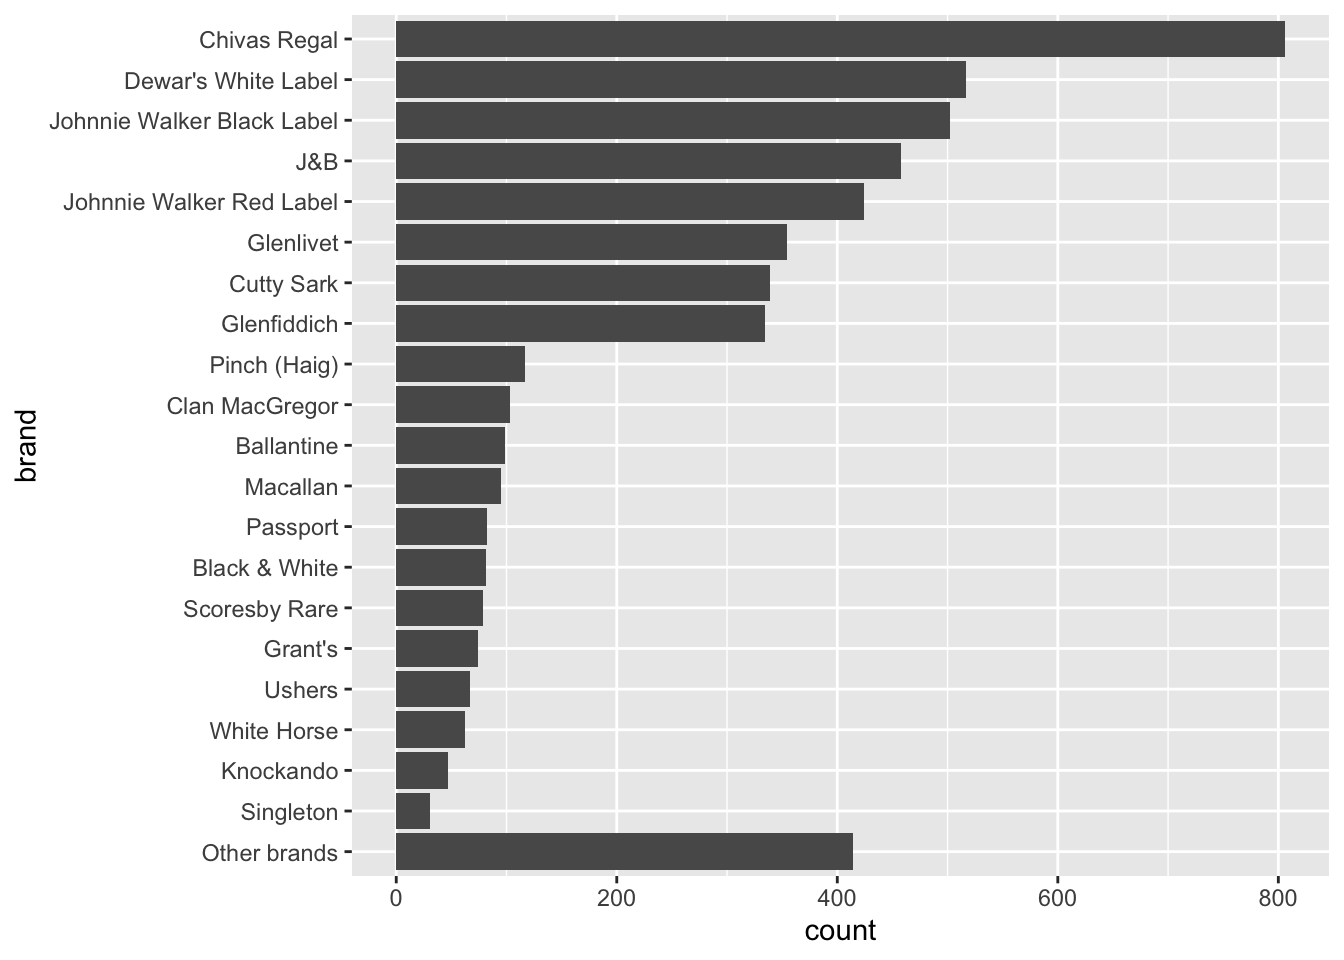 Chivas Regal
Dewar's White Label
Johnnie Walker Black Label
J&B
Johnnie Walker Red Label
Glenlivet
Cutty Sark
Glenfiddich
Pinch (Haig)
Clan MacGregor
Ballantine
Macallan
Passport
Black & White
Scoresby Rare
Grant's
Ushers
White Horse
Knockando
Singleton
Other brands
brand
0 200 400 600 800
count